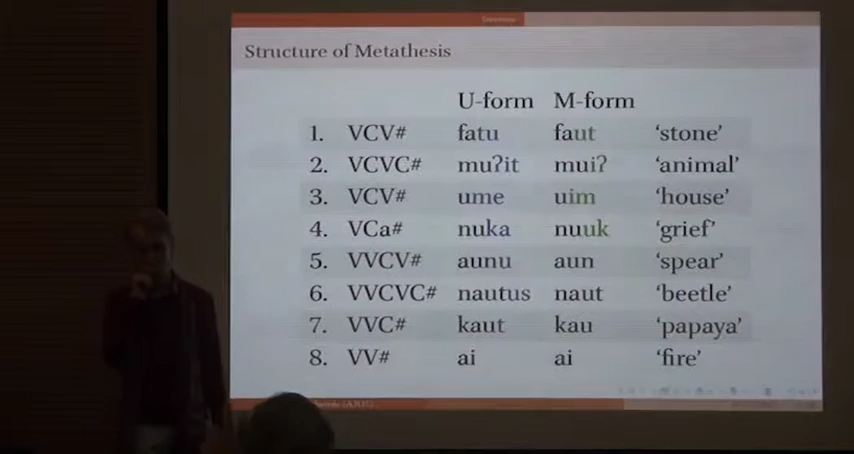 Structure of Metathesis
U-form M-form
1. VCV# fatu faut ‘stone’
2. VCVC# muʔit muiʔ ‘animal’
3. VCV# ume uim ‘house’
4. VCa# nuka nuuk ‘grief’
5. VVCV# aunu aun ‘spear’
6. VVCVC# nautus naut ‘beetle’
7. VVC# kaut kau ‘papaya’
8. VV# ai ai ‘fire’